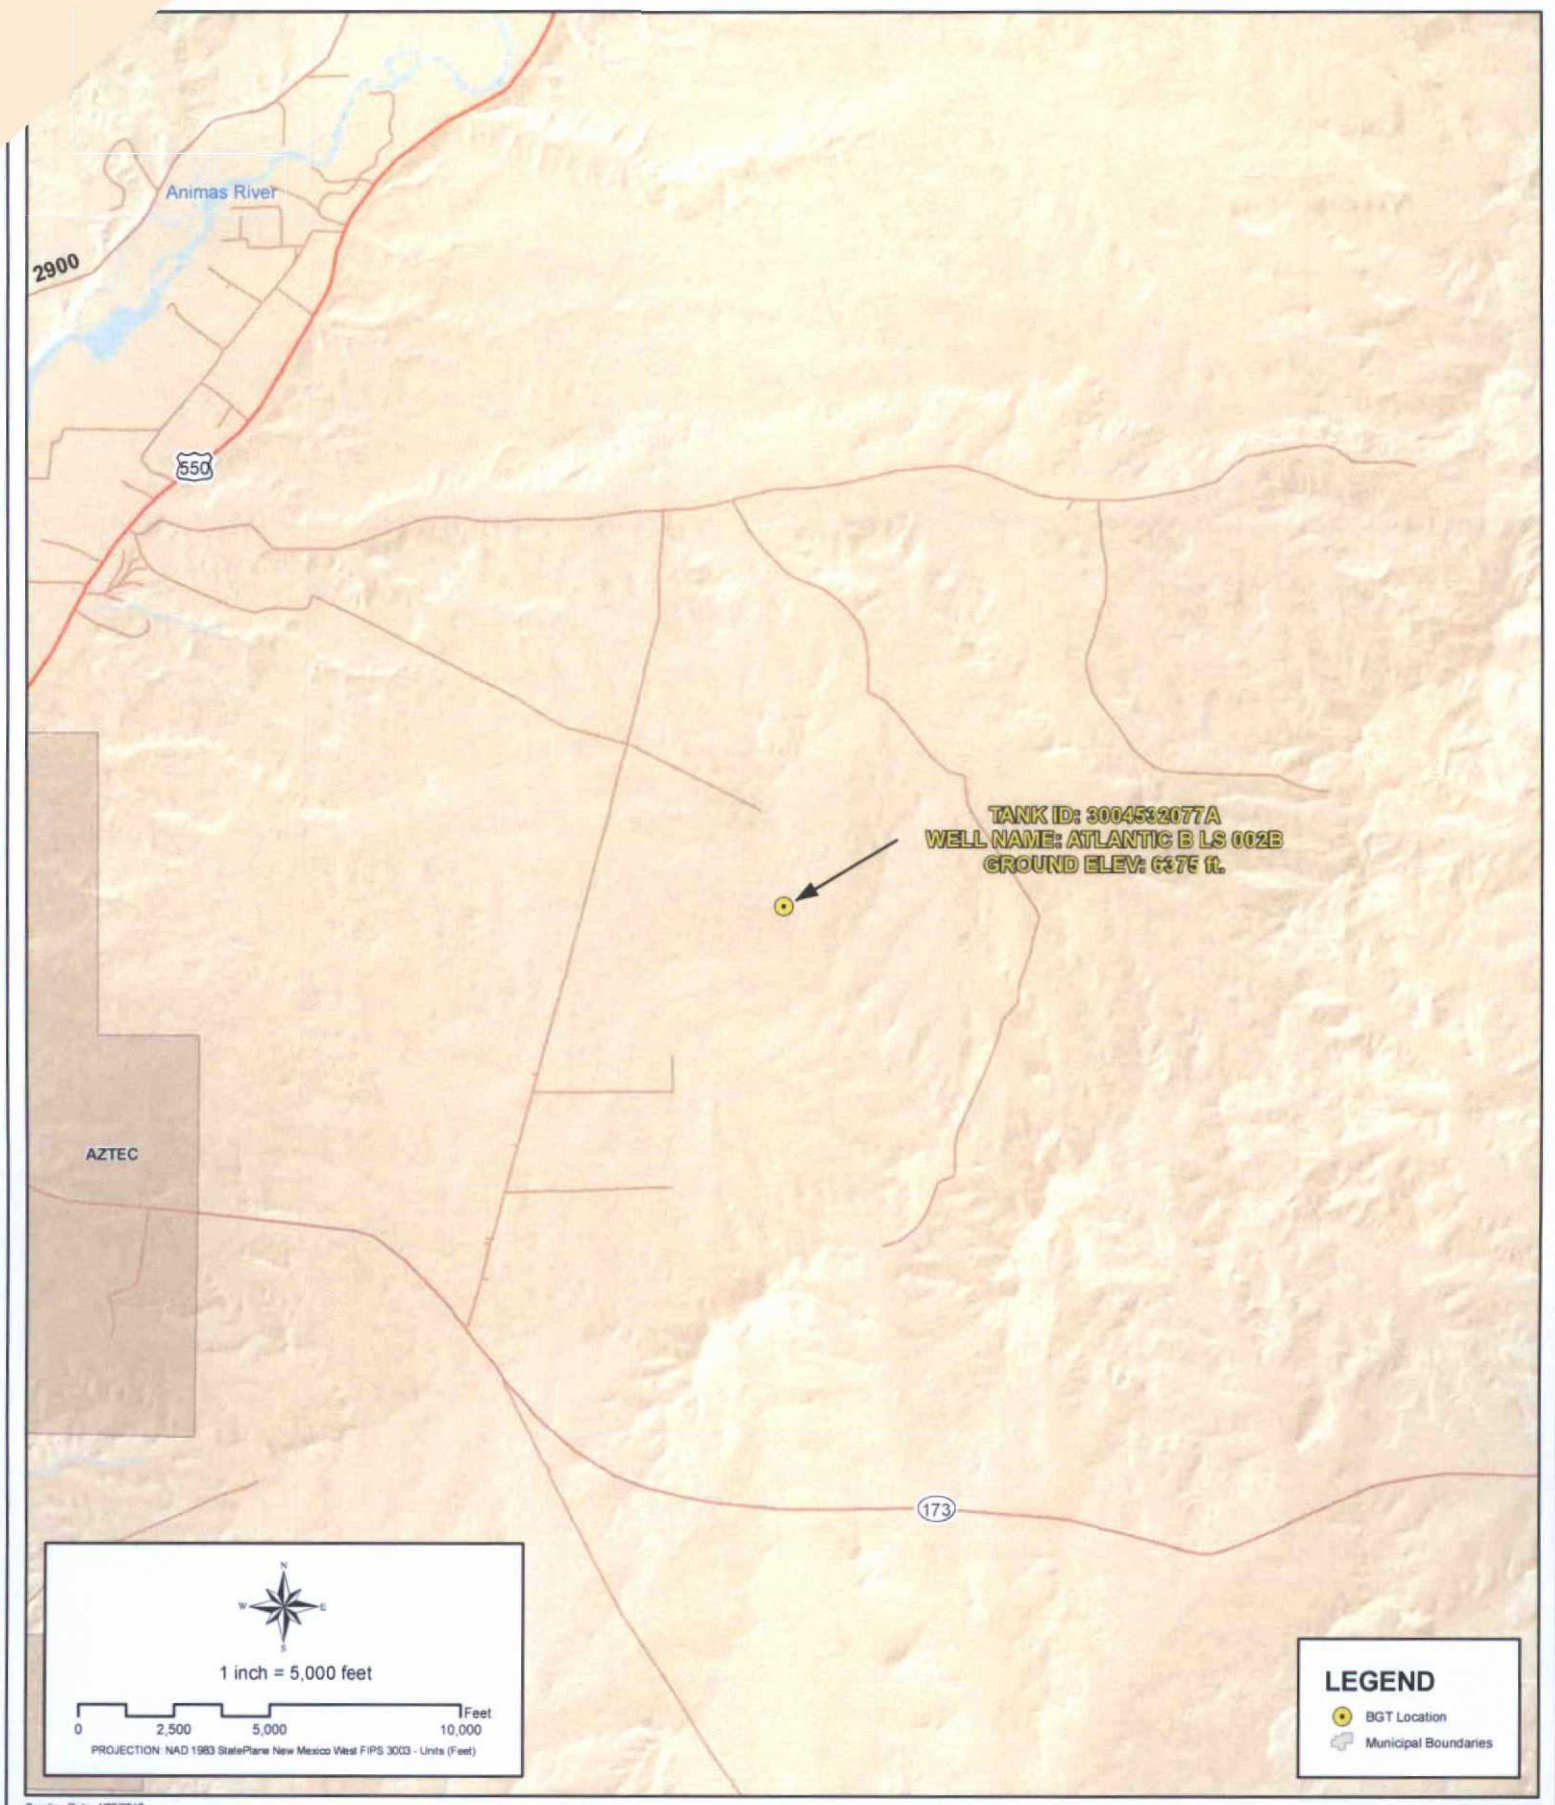 Animas River
2900
550
TANK ID: 3004532077A
WELL NAME: ATLANTIC B LS 002B
GROUND ELEV: 6375 ft.
AZTEC
173
N
W E
S
1 inch = 5,000 feet
Feet
0 2,500 5,000 10,000
PROJECTION: NAD 1983 StatePlane New Mexico West FIPS 3003 - Units (Feet)
LEGEND
BGT Location
Municipal Boundaries